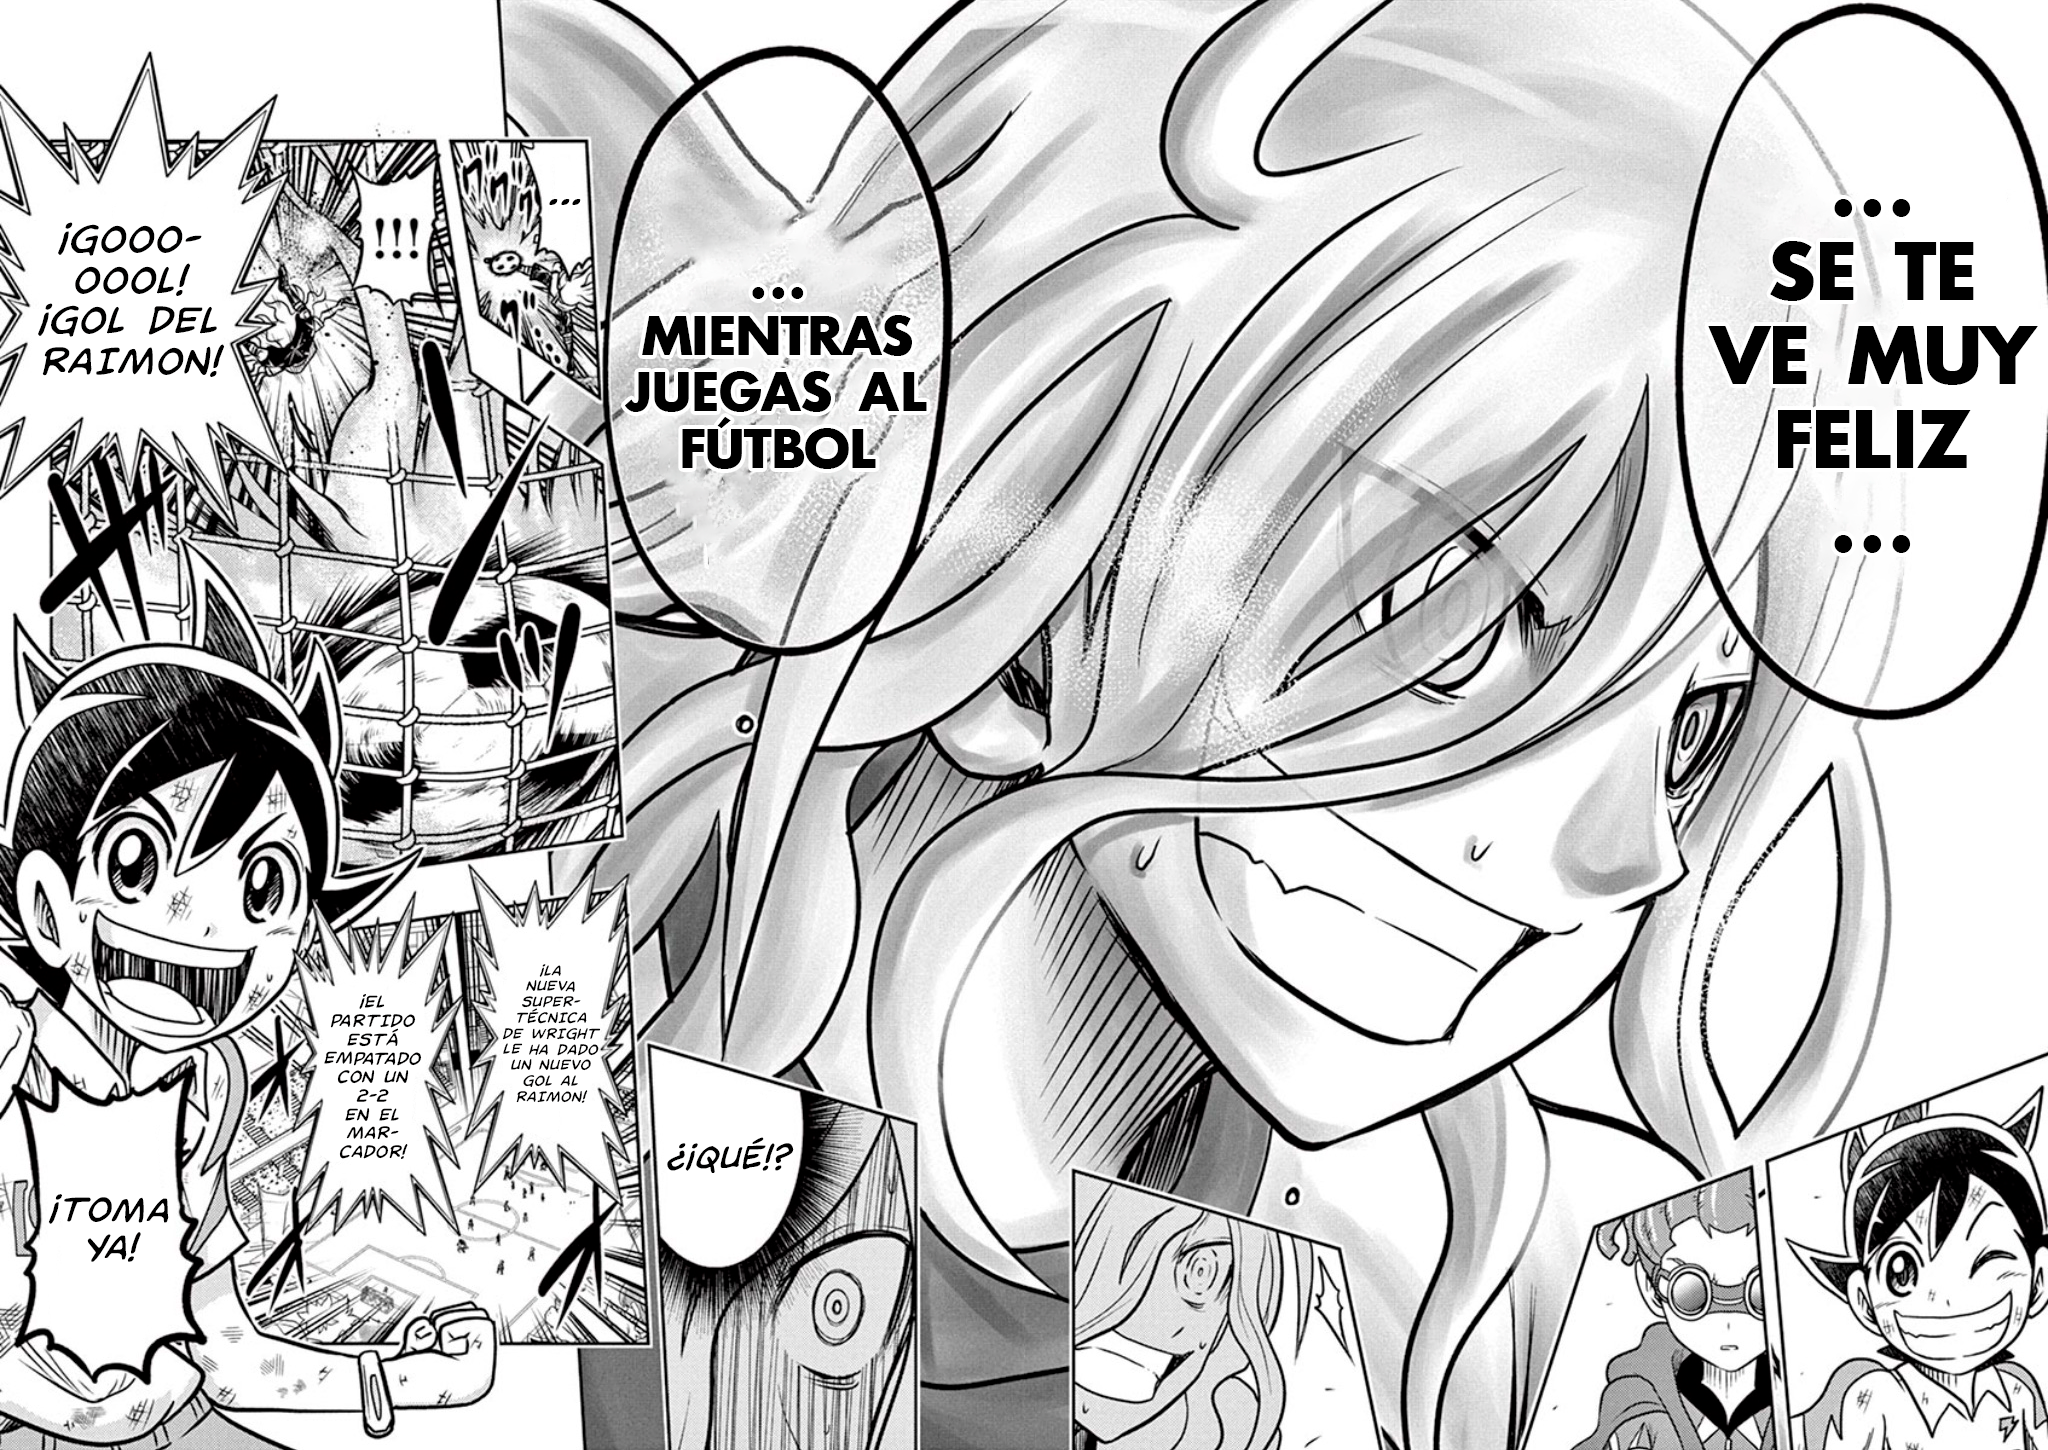 ...
SE TE
VE MUY
FELIZ
...
...
MIENTRAS
JUEGAS AL
FÚTBOL
¿¡QUÉ!?
...
!!!
¡GOOO-
OOOL!
¡GOL DEL
RAIMON!
¡LA
NUEVA
SUPER-
TÉCNICA
DE WRIGHT
LE HA DADO
UN NUEVO
GOL AL
RAIMON!
¡EL
PARTIDO
ESTÁ
EMPATADO
CON UN
2-2
EN EL
MAR-
CADOR!
¡TOMA
YA!